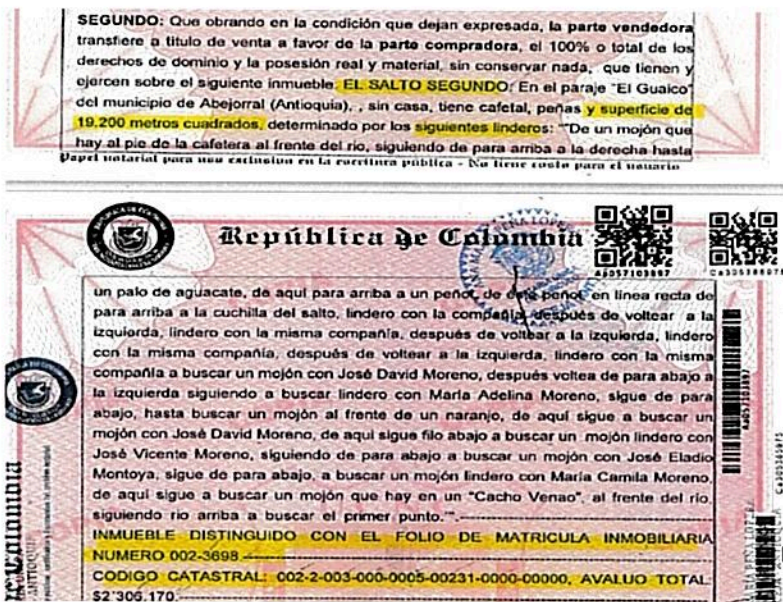 SEGUNDO: Que obrando en la condición que dejan expresada, la parte vendedora
transfiere a titulo de venta a favor de la parte compradora, el 100% o total de los
derechos de dominio y la posesión real y material, sin conservar nada, que tienen y
ejercen sobre el siguiente inmueble: EL SALTO SEGUNDO: En el paraje "El Guaico"
del municipio de Abejorral (Antioquia), , sin casa, tiene cafetal, peñas y superficie de
19.200 metros cuadrados, determinado por los siguientes linderos: ""De un mojón que
hay al pie de la cafetera al frente del rio, siguiendo de para arriba a la derecha hasta
Papel notarial para uso exclusivo en la escritura pública - No tiene costo para el usuario
República de Colombia
Aa057103897
un palo de aguacate, de aquí para arriba a un peñol, de este peñol en linea recta de
para arriba a la cuchilla del salto, lindero con la compañía, después de voltear a la
izquierda, lindero con la misma compañía, después de voltear a la izquierda, lindero
con la misma compañía, después de voltear a la izquierda, lindero con la misma
compañía a buscar un mojón con José David Moreno, después voltea de para abajo a
la izquierda siguiendo a buscar lindero con María Adelina Moreno, sigue de para
abajo, hasta buscar un mojón al frente de un naranjo, de aquí sigue a buscar un
mojón con José David Moreno, de aquí sigue filo abajo a buscar un mojón lindero con
José Vicente Moreno, siguiendo de para abajo a buscar un mojón con José Eladio
Montoya, sigue de para abajo, a buscar un mojón lindero con María Camila Moreno,
de aquí sigue a buscar un mojón que hay en un "Cacho Venao", al frente del río,
siguiendo rio arriba a buscar el primer punto."".
INMUEBLE DISTINGUIDO CON EL FOLIO DE MATRICULA INMOBILIARIA
NUMERO 002-3698.
CODIGO CATASTRAL: 002-2-003-000-0005-00231-0000-00000, AVALUO TOTAL:
$2'306.170.